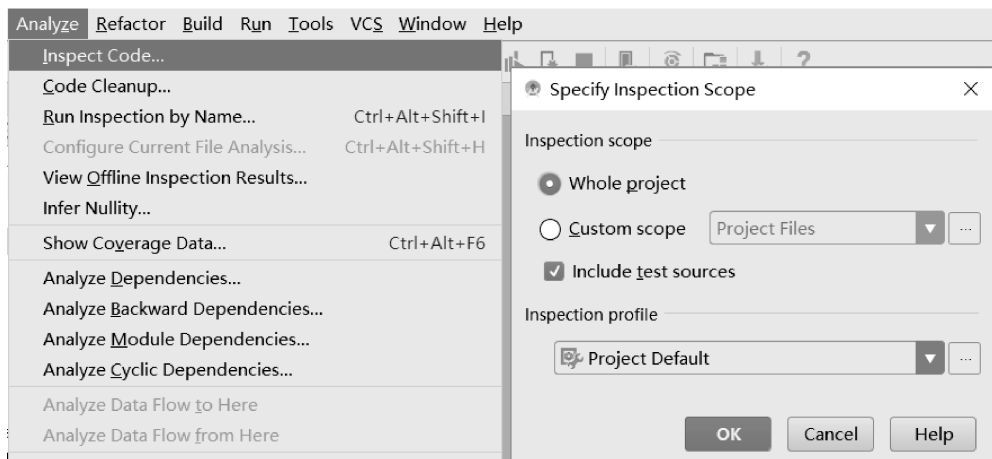 Analyze Refactor Build Run Tools VCS Window Help
Inspect Code...
Code Cleanup...
Run Inspection by Name... Ctrl+Alt+Shift+I
Configure Current File Analysis... Ctrl+Alt+Shift+H
View Offline Inspection Results...
Infer Nullity...
Show Coverage Data... Ctrl+Alt+F6
Analyze Dependencies...
Analyze Backward Dependencies...
Analyze Module Dependencies...
Analyze Cyclic Dependencies...
Analyze Data Flow to Here
Analyze Data Flow from Here
Specify Inspection Scope
Inspection scope
Whole project
Custom scope Project Files ...
Include test sources
Inspection profile
Project Default ...
OK Cancel Help